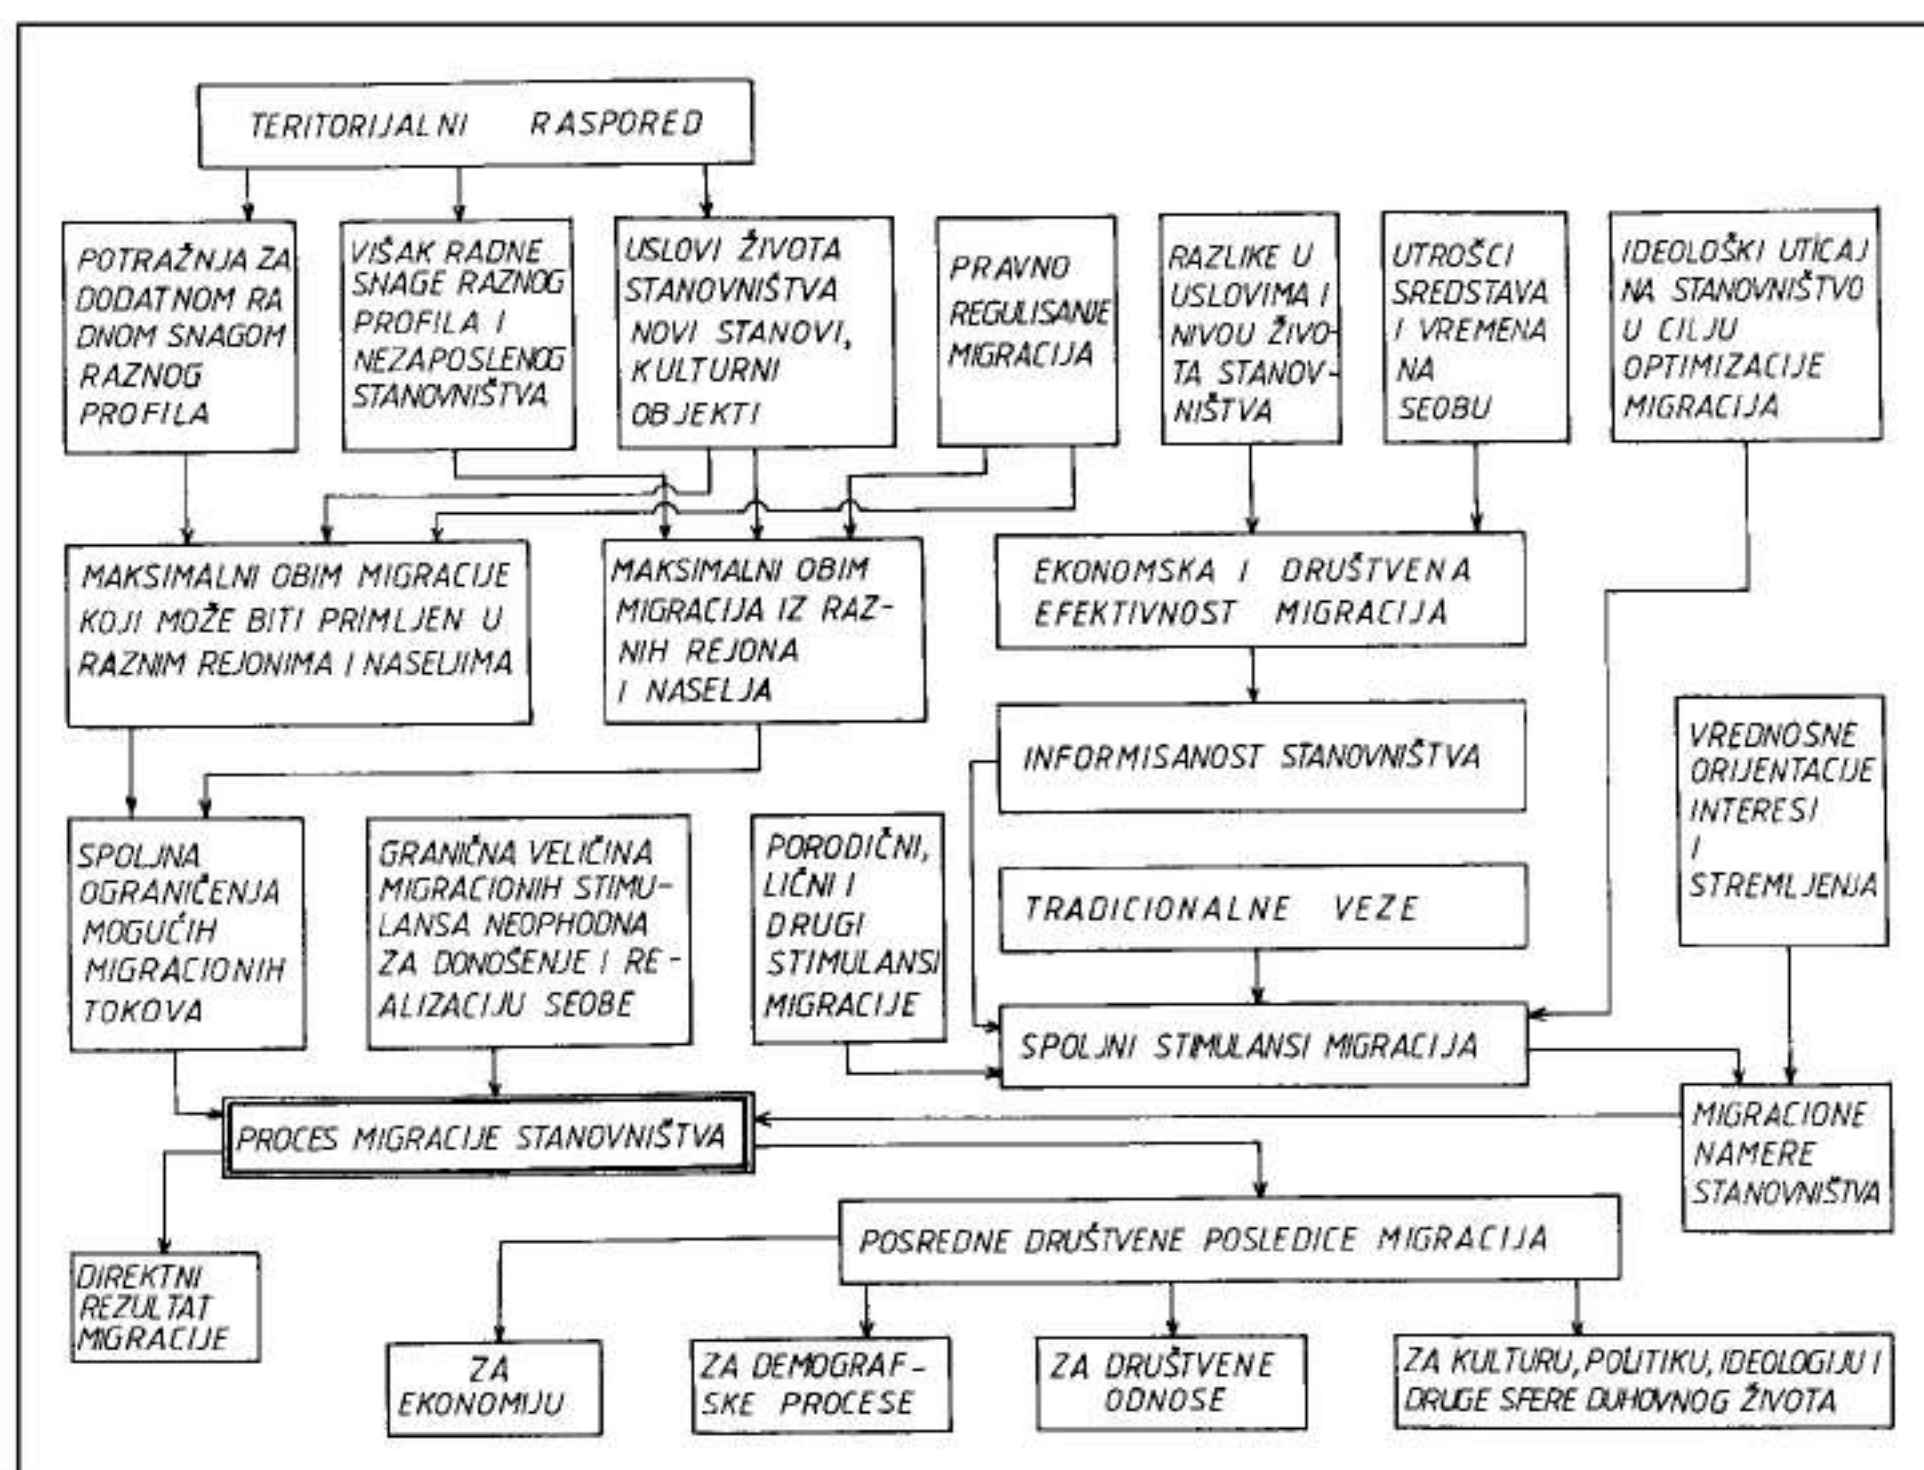 TERITORIJALNI RASPORED
POTRAŽNJA ZA
DODATNOM RA
DNOM SNAGOM
RAZNOG
PROFILA
VIŠAK RADNE
SNAGE RAZNOG
PROFILA I
NEZAPOSLENOG
STANOVNIŠTVA
USLOVI ŽIVOTA
STANOVNIŠTVA
NOVI STANOVI,
KULTURNI
OBJEKTI
PRAVNO
REGULISANJE
MIGRACIJA
RAZLIKE U
USLOVIMA I
NIVOU ŽIVO-
TA STANOV-
NIŠTVA
UTROŠCI
SREDSTAVA
I VREMENA
NA
SEOBU
IDEOLOŠKI UTICAJ
NA STANOVNIŠTVO
U CILJU
OPTIMIZACIJE
MIGRACIJA
MAKSIMALNI OBIM MIGRACIJE
KOJI MOŽE BITI PRIMLJEN U
RAZNIM REJONIMA I NASELJIMA
MAKSIMALNI OBIM
MIGRACIJA IZ RAZ-
NIH REJONA
I NASELJA
EKONOMSKA I DRUŠTVENA
EFEKTIVNOST MIGRACIJA
INFORMISANOST STANOVNIŠTVA
VREDNOSNE
ORIJENTACIJE
INTERESI
I
STREMLJENJA
SPOLJNA
OGRANIČENJA
MOGUĆIH
MIGRACIONIH
TOKOVA
GRANIČNA VELIČINA
MIGRACIONIH STIMU-
LANSA NEOPHODNA
ZA DONOŠENJE I RE-
ALIZACIJU SEOBE
PORODIČNI,
LIČNI I
DRUGI
STIMULANSI
MIGRACIJE
TRADICIONALNE VEZE
SPOLJNI STIMULANSI MIGRACIJA
PROCES MIGRACIJE STANOVNIŠTVA
MIGRACIONE
NAMERE
STANOVNIŠTVA
POSREDNE DRUŠTVENE POSLEDICE MIGRACIJA
DIREKTNI
REZULTAT
MIGRACIJE
ZA
EKONOMIJU
ZA DEMOGRAF-
SKE PROCESE
ZA DRUŠTVENE
ODNOSE
ZA KULTURU, POLITIKU, IDEOLOGIJU I
DRUGE SFERE DUHOVNOG ŽIVOTA